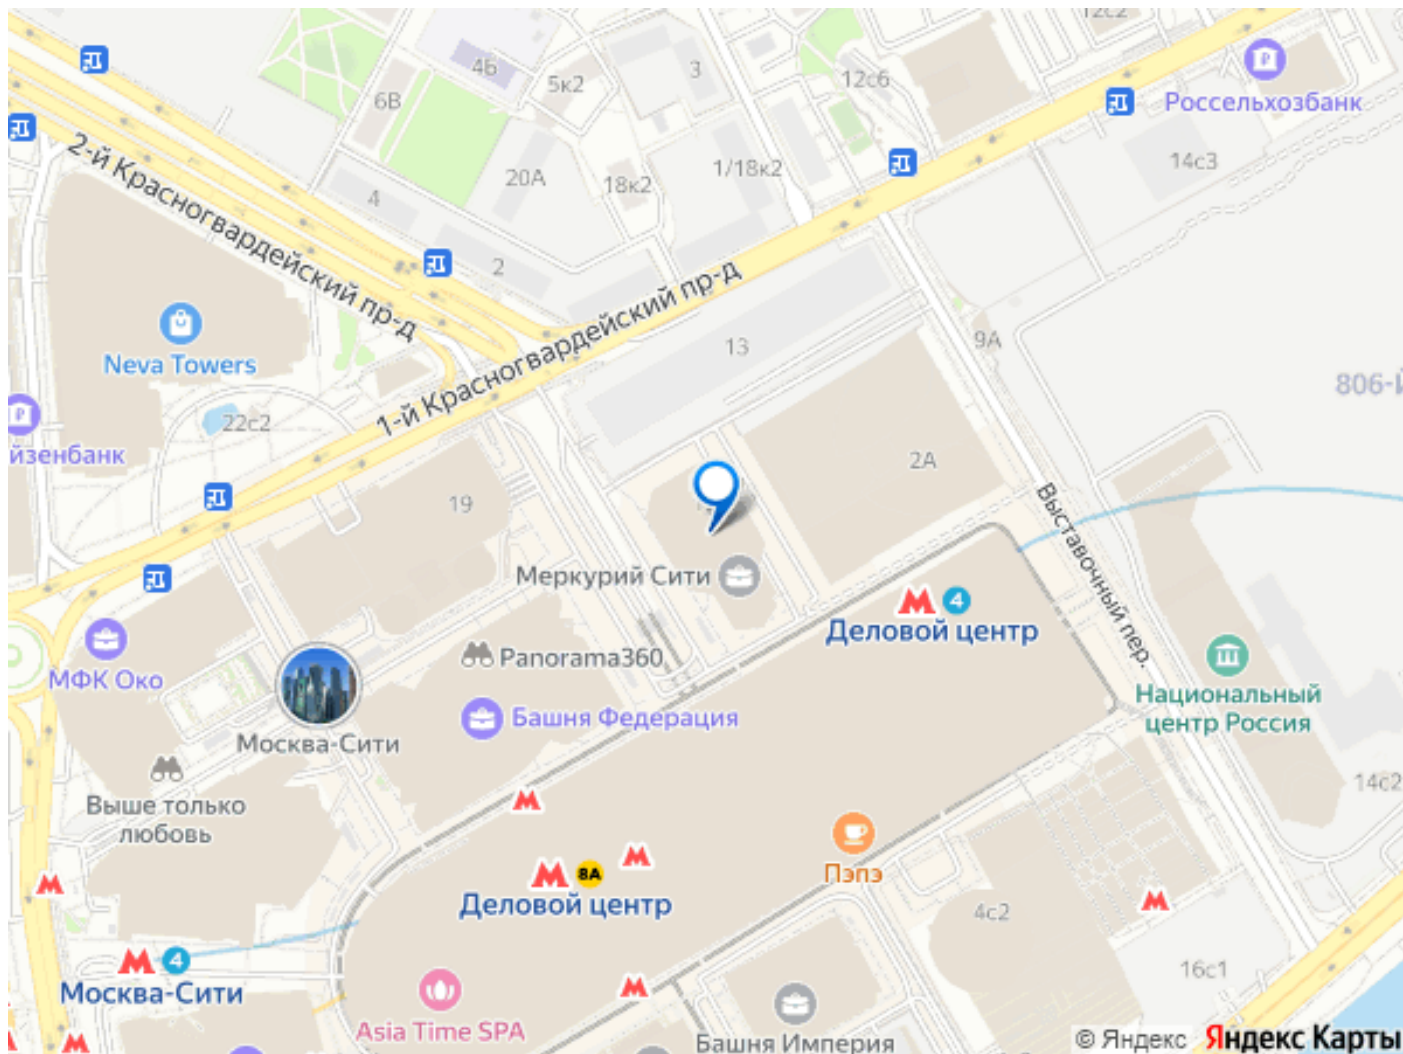 12с2
4Б
3
5к2
12с6
6В
Россельхозбанк
14с3
1/18к2
20А
18к2
4
2-й Красногвардейский пр-д
2
1-й Красногвардейский пр-д
13
9А
Neva Towers
806-Й
22с2
йзенбанк
2А
19
Выставочный пер.
Меркурий Сити
4
Деловой центр
Panorama360
МФК Око
Башня Федерация
Национальный
центр Россия
Москва-Сити
14с2
Выше только
любовь
Пэпэ
8А
Деловой центр
4с2
4
Москва-Сити
16с1
Asia Time SPA
Башня Империя
© Яндекс Яндекс Карты